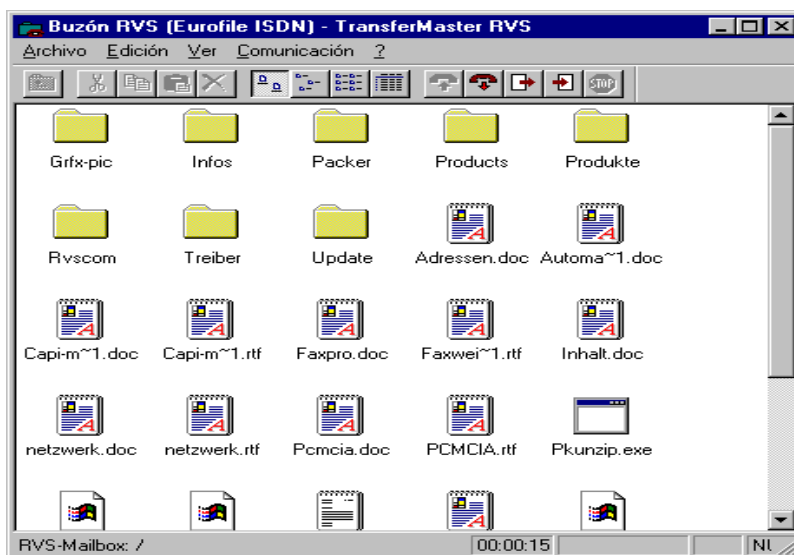 Buzón RVS (Eurofile ISDN) - TransferMaster RVS
Archivo Edición Ver Comunicación ?
STOP
Grfx-pic Infos Packer Products Produkte
Rvscom Treiber Update Adressen.doc Automa~1.doc
Capi-m~1.doc Capi-m~1.rtf Faxpro.doc Faxwei~1.rtf Inhalt.doc
netzwerk.doc netzwerk.rtf Pcmcia.doc PCMCIA.rtf Pkunzip.exe
RVS-Mailbox: / 00:00:15